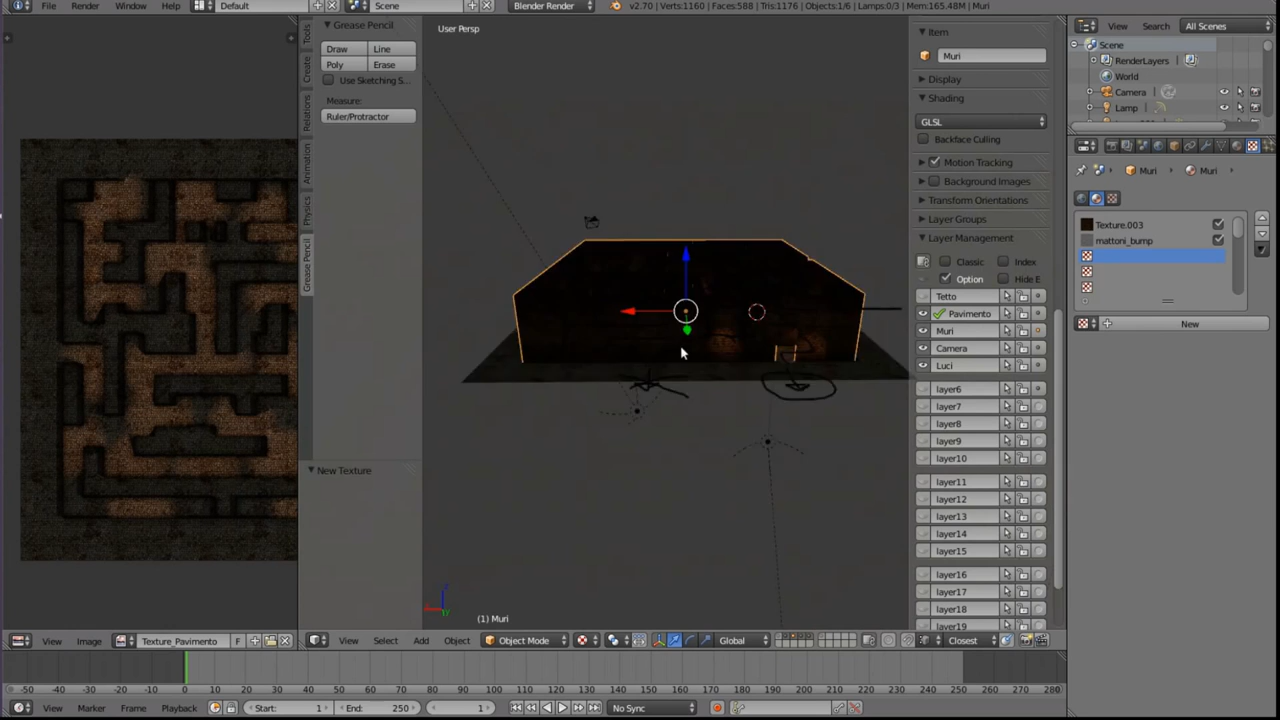 File Render Window Help Default Scene Blender Render v2.70 | Verts:1160 | Faces:588 | Tris:1176 | Objects:1/6 | Lamps:0/3 | Mem:165.48M | Muri
View Search All Scenes
Scene
RenderLayers
World
Camera
Lamp
Tools
Create
Relations
Animation
Physics
Grease Pencil
Grease Pencil
Draw Line
Poly Erase
Use Sketching S...
Measure:
Ruler/Protractor
New Texture
User Persp
(1) Muri
Item
Muri
Display
Shading
GLSL
Backface Culling
Motion Tracking
Background Images
Transform Orientations
Layer Groups
Layer Management
Classic Index
Option Hide E
Tetto
Pavimento
Muri
Camera
Luci
layer6
layer7
layer8
layer9
layer10
layer11
layer12
layer13
layer14
layer15
layer16
layer17
layer18
layer19
Muri Muri
Texture.003
mattoni_bump
New
View Image Texture_Pavimento F
View Select Add Object Object Mode Global Closest
-50 -40 -30 -20 -10 0 10 20 30 40 50 60 70 80 90 100 110 120 130 140 150 160 170 180 190 200 210 220 230 240 250 260 270 280
View Marker Frame Playback Start: 1 End: 250 1 No Sync